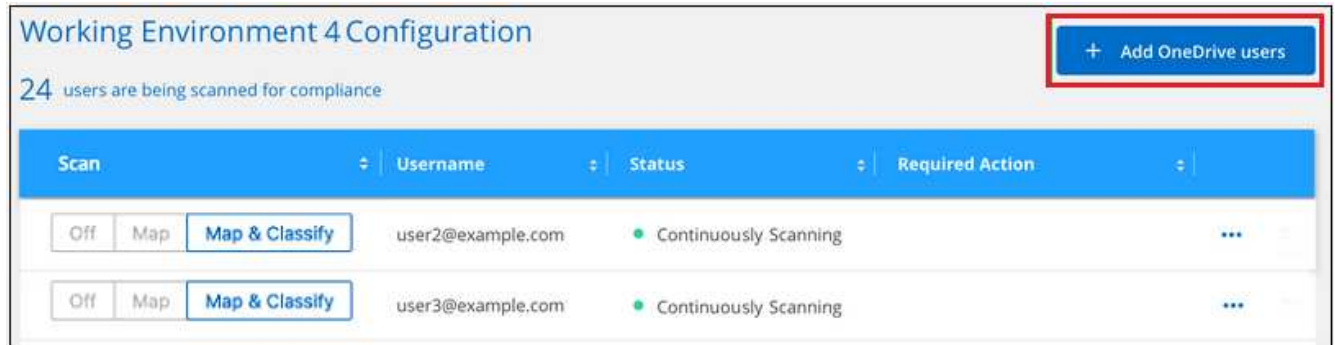 Working Environment 4 Configuration
+ Add OneDrive users
24 users are being scanned for compliance
Scan Username Status Required Action
Off Map Map & Classify user2@example.com Continuously Scanning
Off Map Map & Classify user3@example.com Continuously Scanning